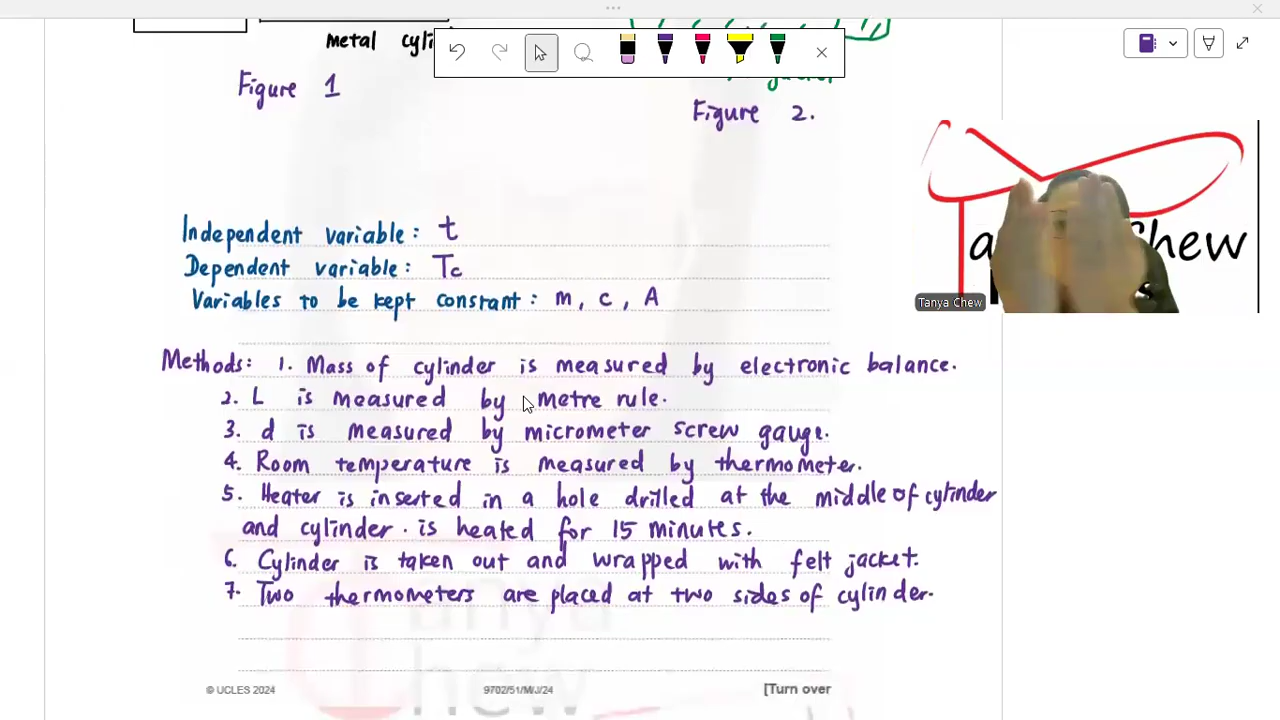 metal
Figure 1
Figure 2.
Independent variable: t
Dependent variable: Tc
Variables to be kept constant: m, c, A
Methods: 1. Mass of cylinder is measured by electronic balance.
2. L is measured by metre rule.
3. d is measured by micrometer screw gauge.
4. Room temperature is measured by thermometer.
5. Heater is inserted in a hole drilled at the middle of cylinder
and cylinder. is heated for 15 minutes.
6. Cylinder is taken out and wrapped with felt jacket.
7. Two thermometers are placed at two sides of cylinder.
© UCLES 2024
9702/51/M/J/24
[Turn over
Chew
Tanya Chew
anya
hew